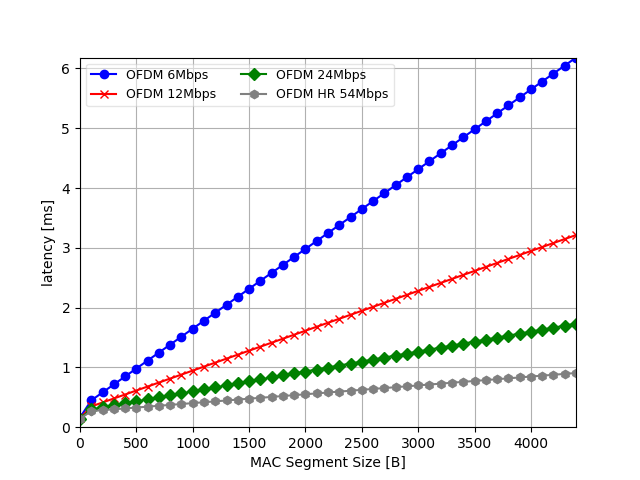 6
5
4
3
2
1
0
latency [ms]
OFDM 6Mbps
OFDM 12Mbps
OFDM 24Mbps
OFDM HR 54Mbps
0 500 1000 1500 2000 2500 3000 3500 4000
MAC Segment Size [B]